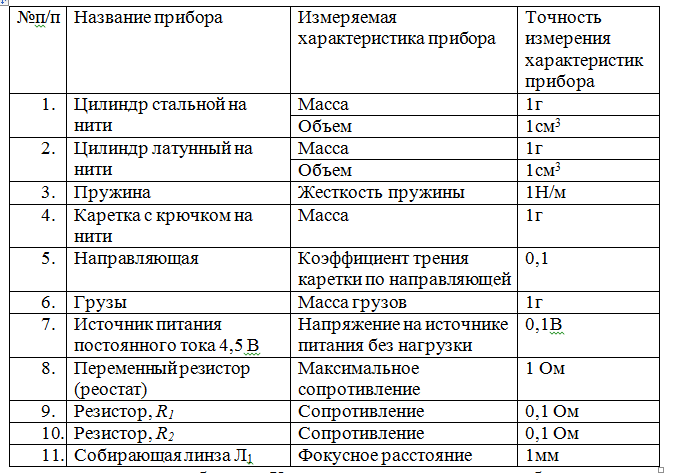 №п/п Название прибора Измеряемая Точность
характеристика прибора измерения
характеристик
прибора
1. Цилиндр стальной на Масса 1г
нити Объем 1см³
2. Цилиндр латунный на Масса 1г
нити Объем 1см³
3. Пружина Жесткость пружины 1Н/м
4. Каретка с крючком на Масса 1г
нити
5. Направляющая Коэффициент трения 0,1
каретки по направляющей
6. Грузы Масса грузов 1г
7. Источник питания Напряжение на источнике 0,1В
постоянного тока 4,5 В питания без нагрузки
8. Переменный резистор Максимальное 1 Ом
(реостат) сопротивление
9. Резистор, R1 Сопротивление 0,1 Ом
10. Резистор, R2 Сопротивление 0,1 Ом
11. Собирающая линза Л1 Фокусное расстояние 1мм